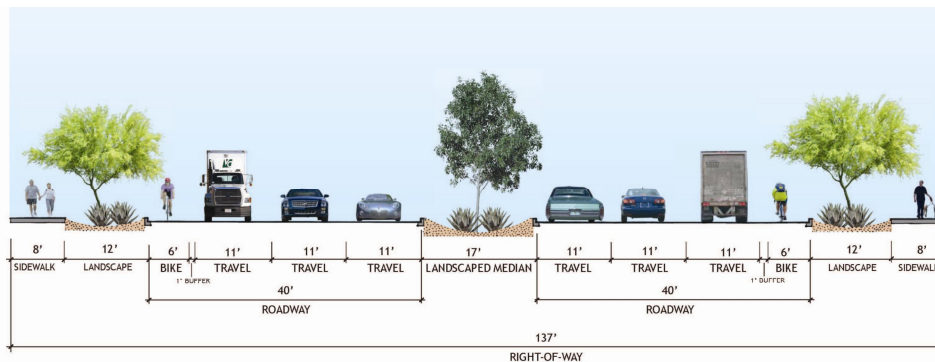 8' 12' 6' 11' 11' 11' 17' 11' 11' 11' 6' 12' 8'
SIDEWALK LANDSCAPE BIKE TRAVEL TRAVEL TRAVEL LANDSCAPED MEDIAN TRAVEL TRAVEL TRAVEL BIKE LANDSCAPE SIDEWALK
1' BUFFER 1' BUFFER
40' 40'
ROADWAY ROADWAY
137'
RIGHT-OF-WAY